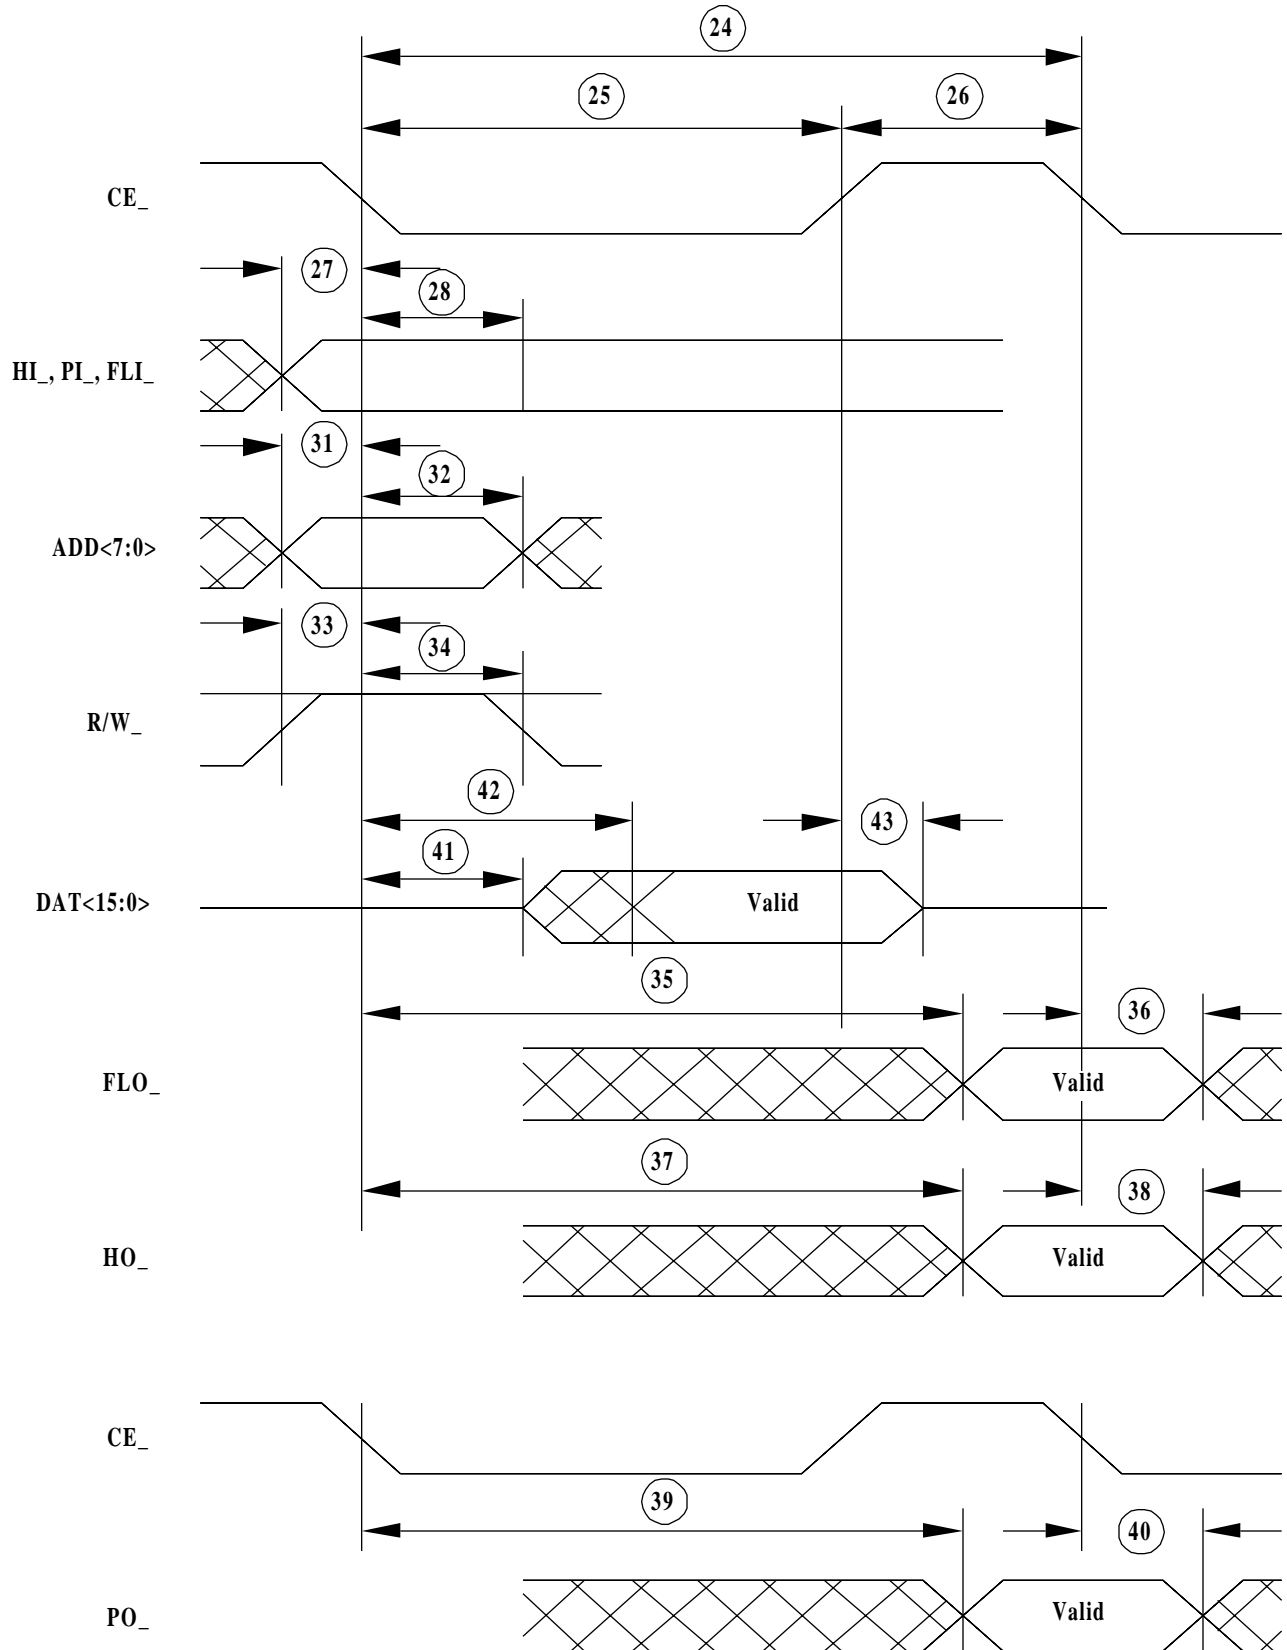 24
25
26
CE_
27
28
HI_, PI_, FLI_
31
32
ADD<7:0>
33
34
R/W_
42
43
41
DAT<15:0>
Valid
35
36
FLO_
Valid
37
38
HO_
Valid
CE_
39
40
PO_
Valid